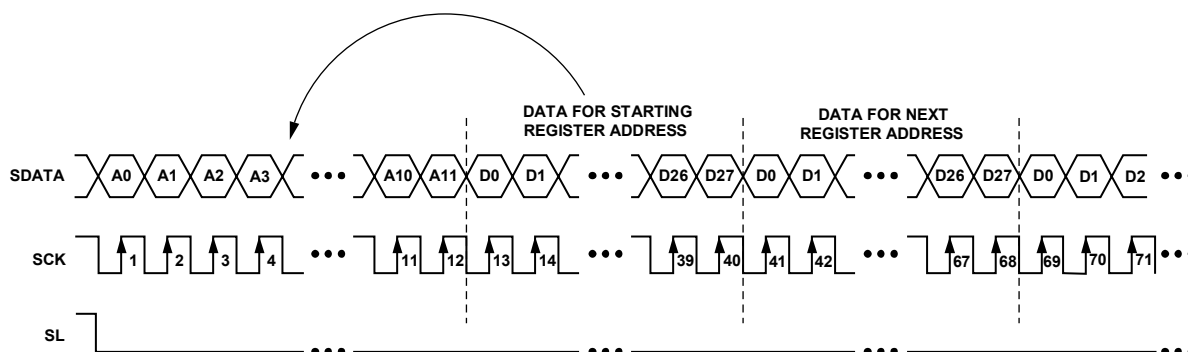 DATA FOR STARTING
REGISTER ADDRESS
DATA FOR NEXT
REGISTER ADDRESS
SDATA A0 A1 A2 A3 ••• A10 A11 D0 D1 ••• D26 D27 D0 D1 ••• D26 D27 D0 D1 D2 •••
SCK 1 2 3 4 ••• 11 12 13 14 ••• 39 40 41 42 ••• 67 68 69 70 71 •••
SL ••• ••• ••• •••